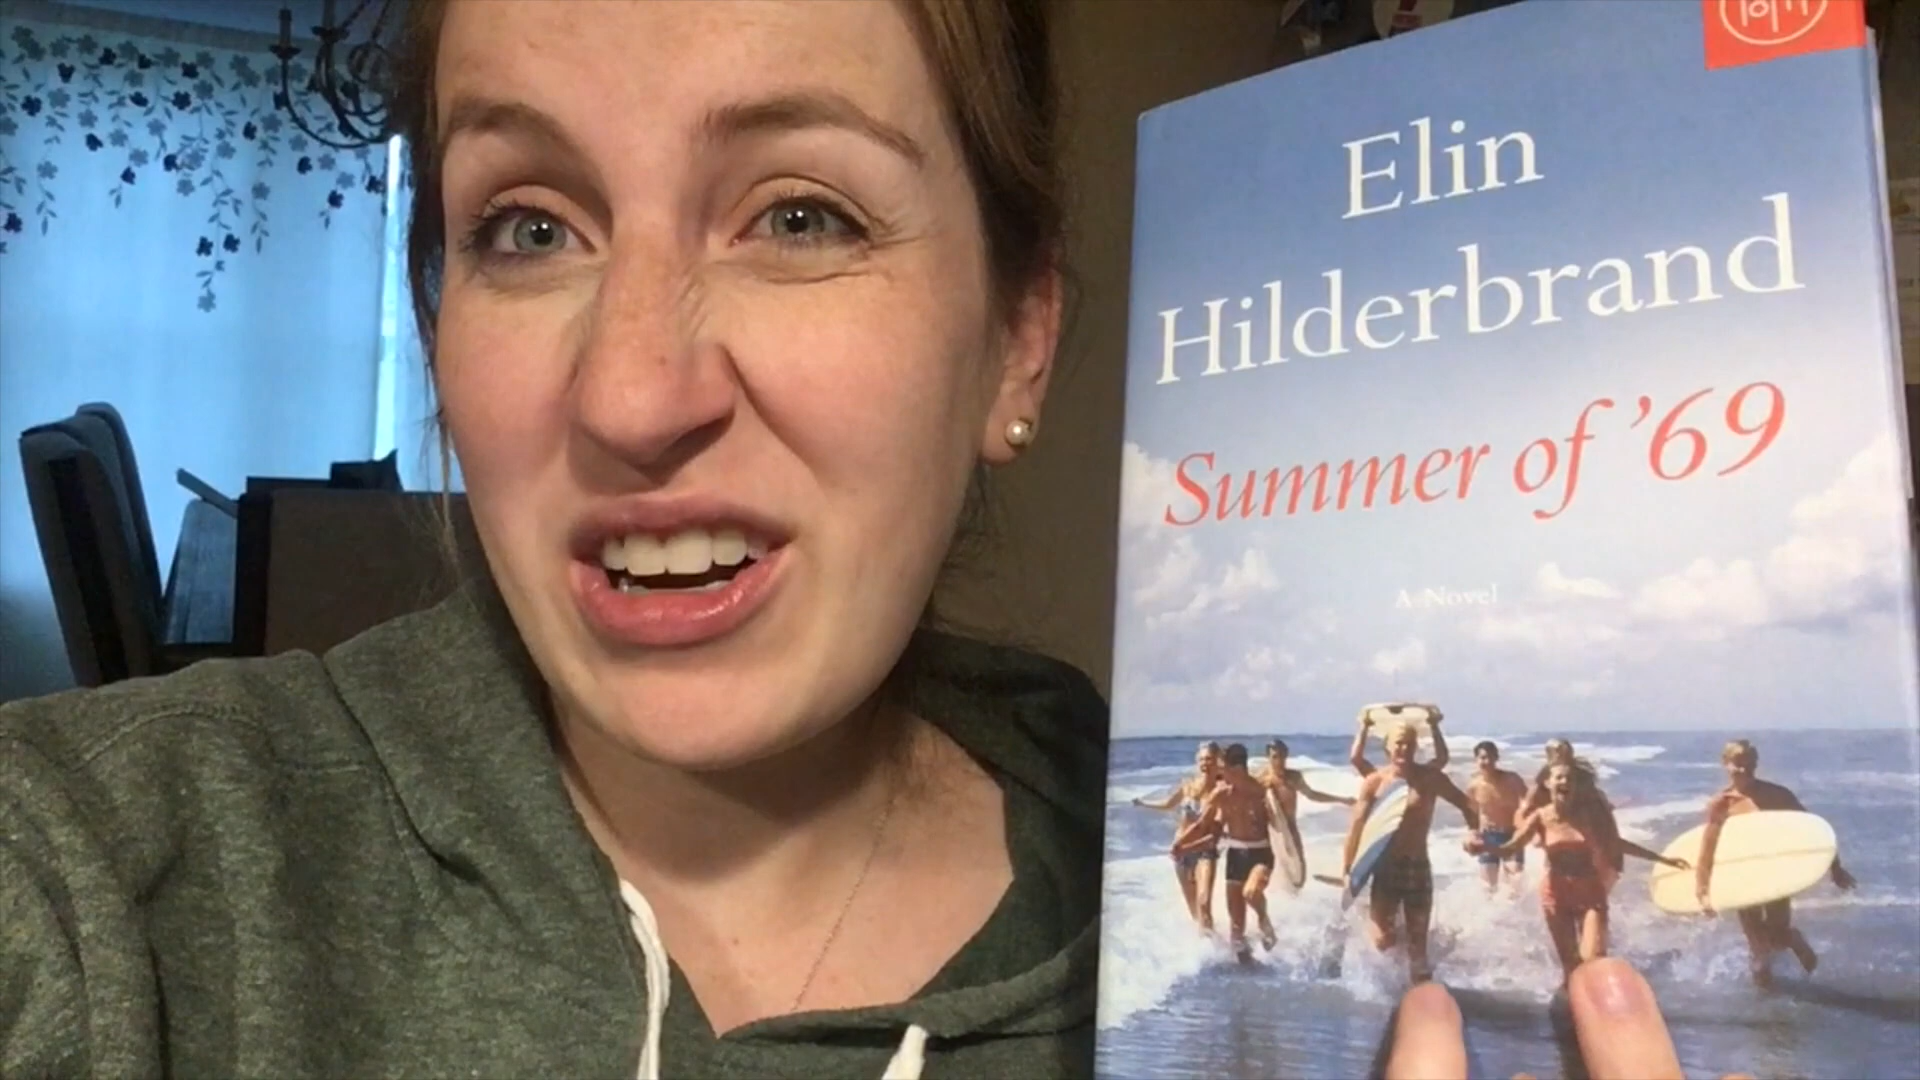 Elin
Hilderbrand
Summer of ’69
A Novel